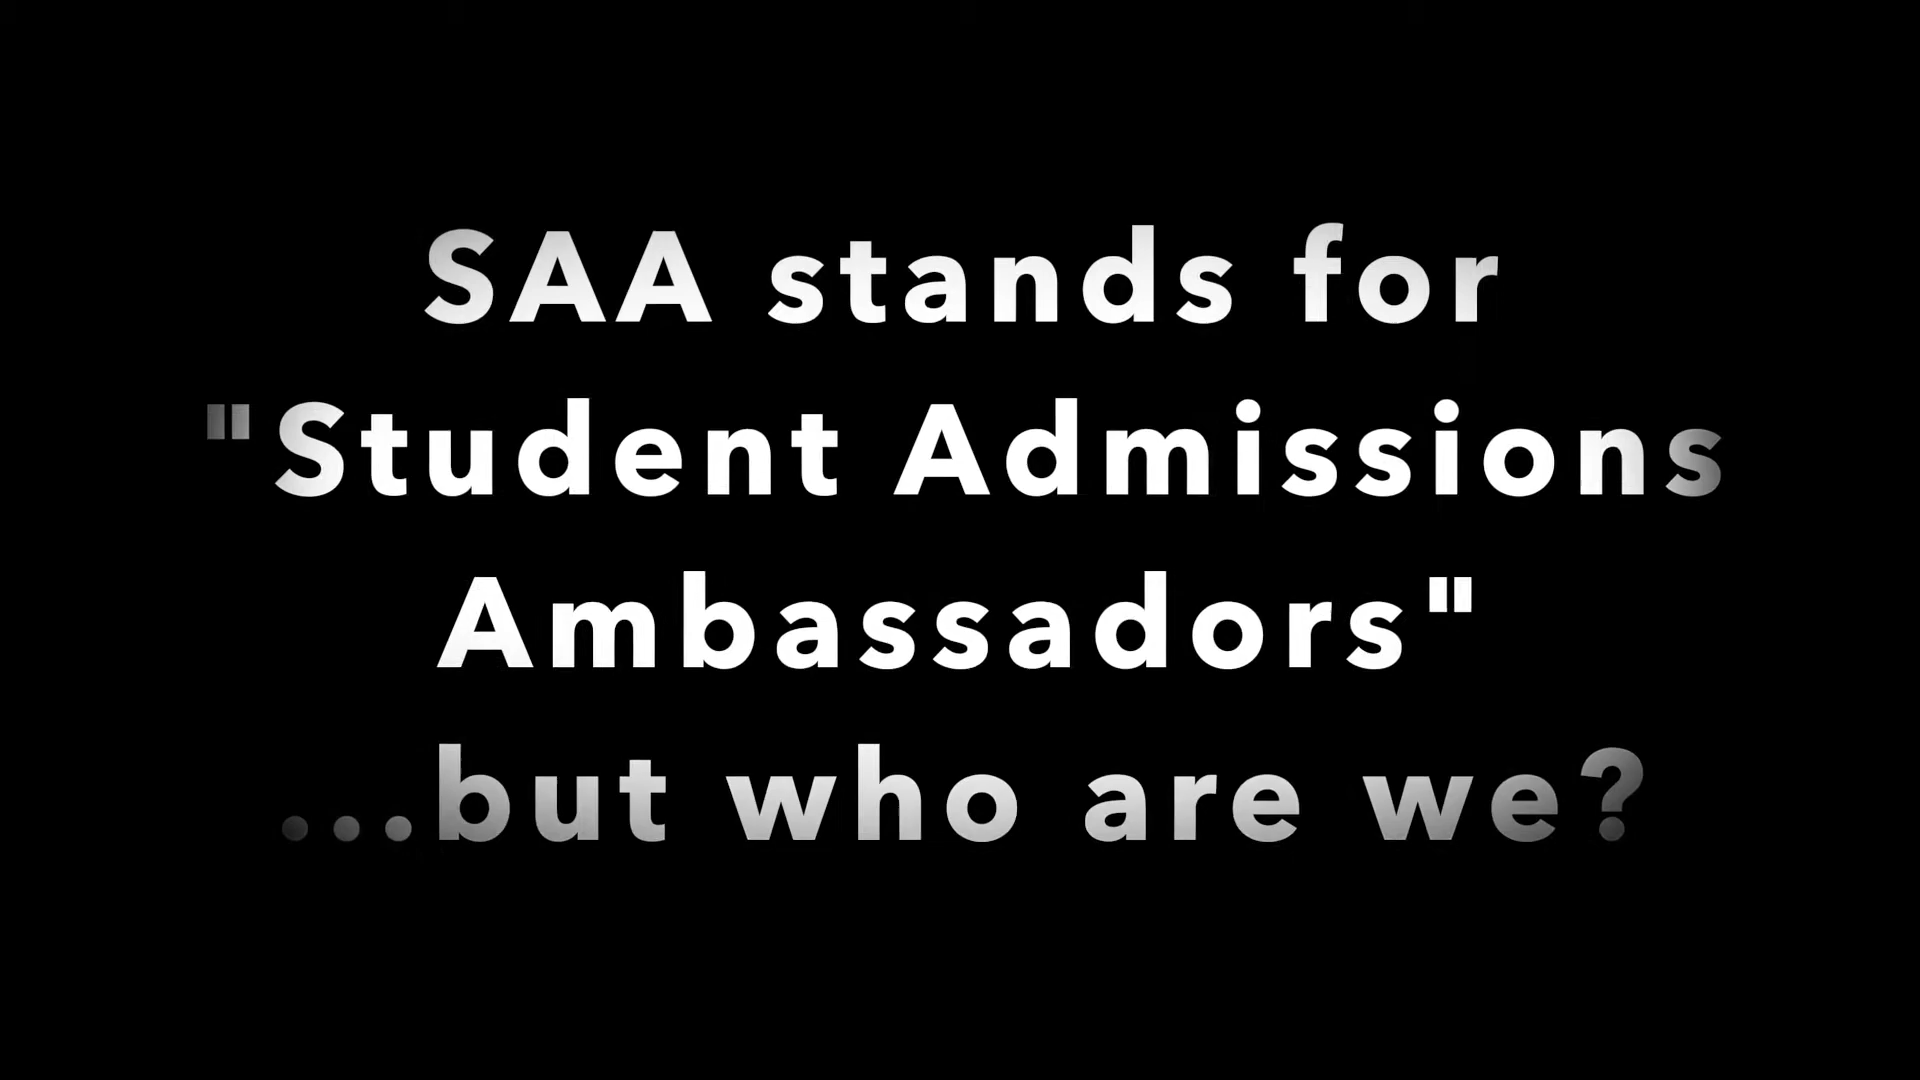 SAA stands for
"Student Admissions
Ambassadors"
...but who are we?